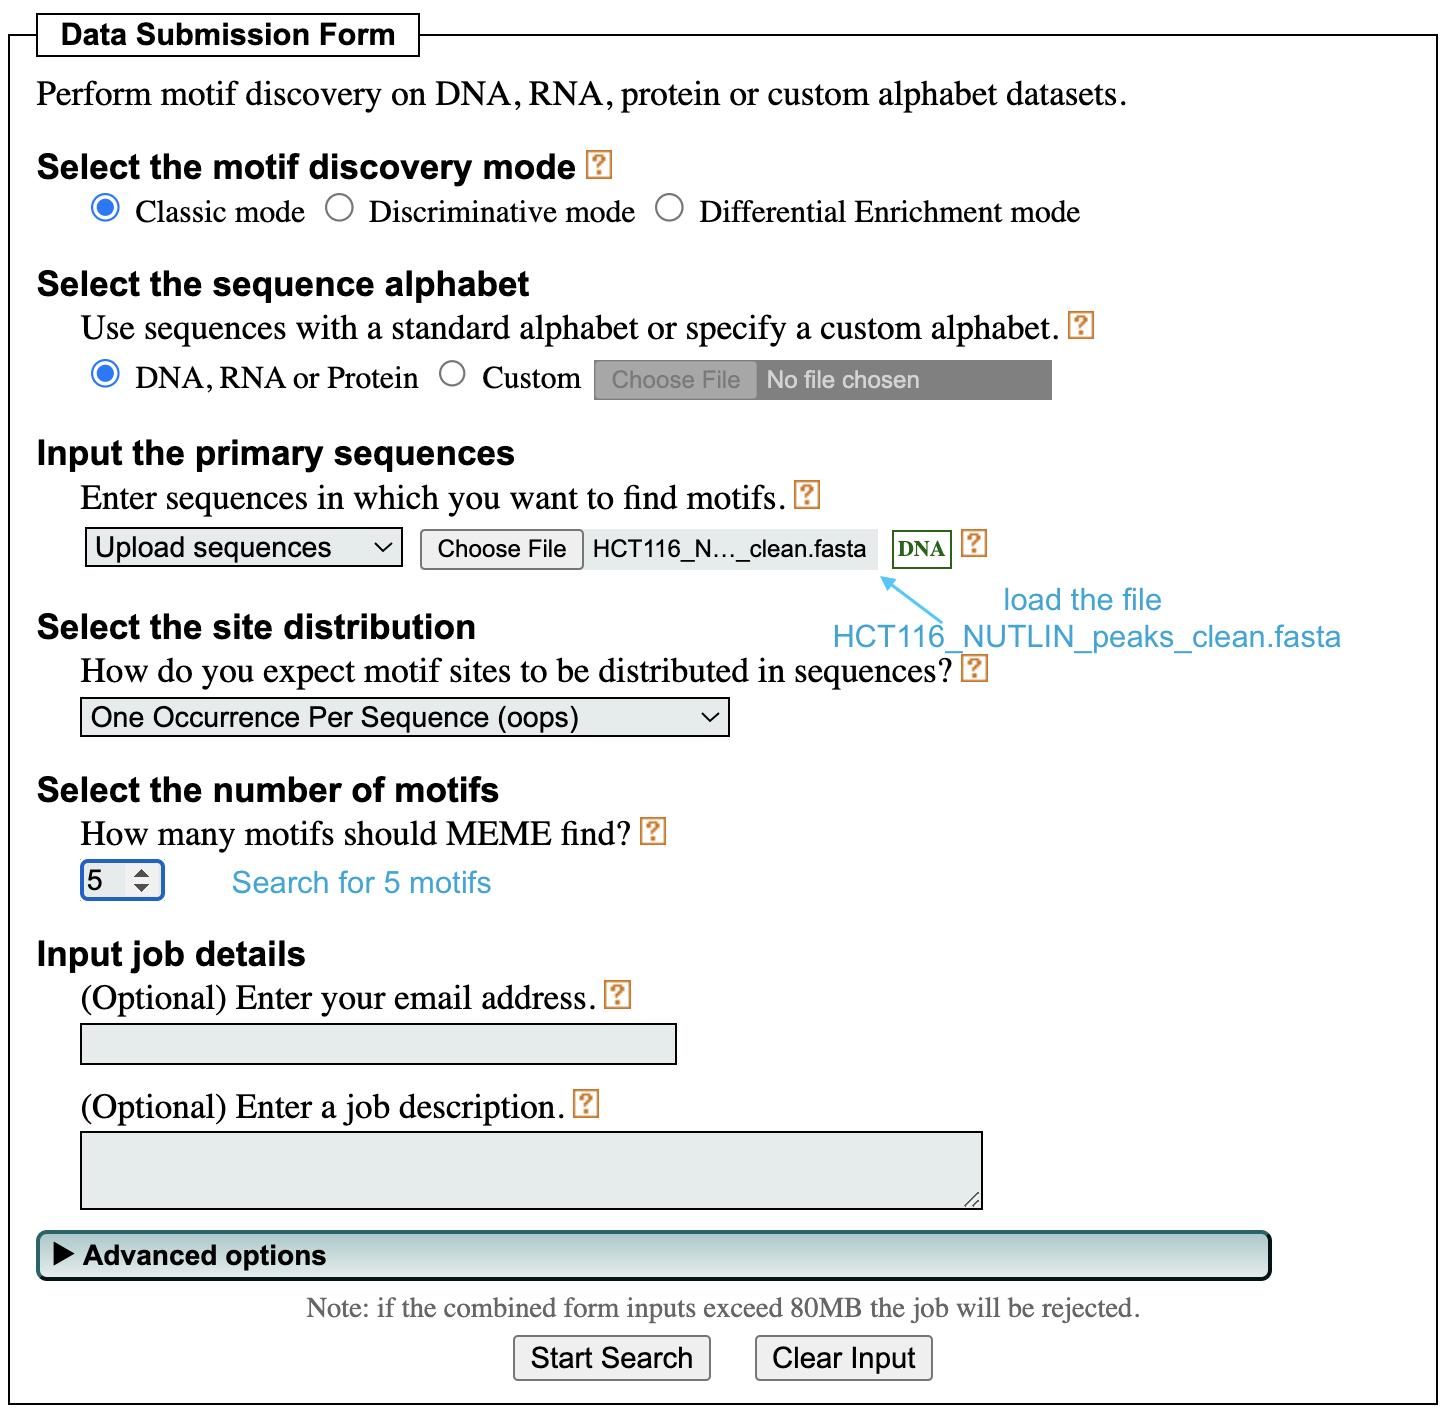 Data Submission Form
Perform motif discovery on DNA, RNA, protein or custom alphabet datasets.
Select the motif discovery mode ?
Classic mode Discriminative mode Differential Enrichment mode
Select the sequence alphabet
Use sequences with a standard alphabet or specify a custom alphabet. ?
DNA, RNA or Protein Custom Choose File No file chosen
Input the primary sequences
Enter sequences in which you want to find motifs. ?
Upload sequences Choose File HCT116_N…_clean.fasta DNA ?
load the file
HCT116_NUTLIN_peaks_clean.fasta
Select the site distribution
How do you expect motif sites to be distributed in sequences? ?
One Occurrence Per Sequence (oops)
Select the number of motifs
How many motifs should MEME find? ?
5 Search for 5 motifs
Input job details
(Optional) Enter your email address. ?
(Optional) Enter a job description. ?
Advanced options
Note: if the combined form inputs exceed 80MB the job will be rejected.
Start Search Clear Input